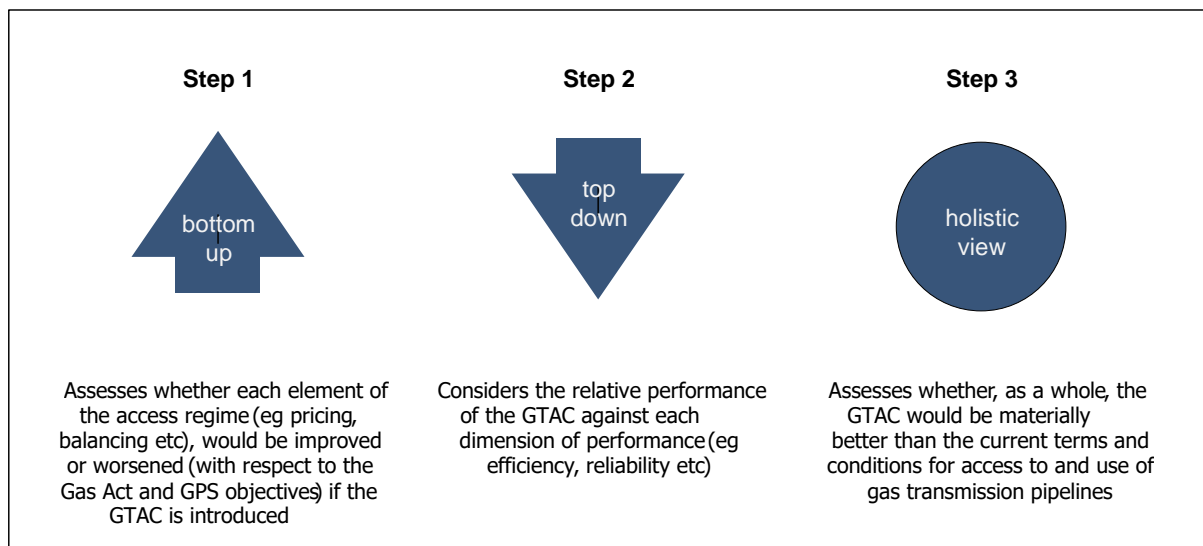 Step 1
bottom
up
Assesses whether each element of
the access regime (eg pricing,
balancing etc), would be improved
or worsened (with respect to the
Gas Act and GPS objectives) if the
GTAC is introduced
Step 2
top
down
Considers the relative performance
of the GTAC against each
dimension of performance (eg
efficiency, reliability etc)
Step 3
holistic
view
Assesses whether, as a whole, the
GTAC would be materially
better than the current terms and
conditions for access to and use of
gas transmission pipelines